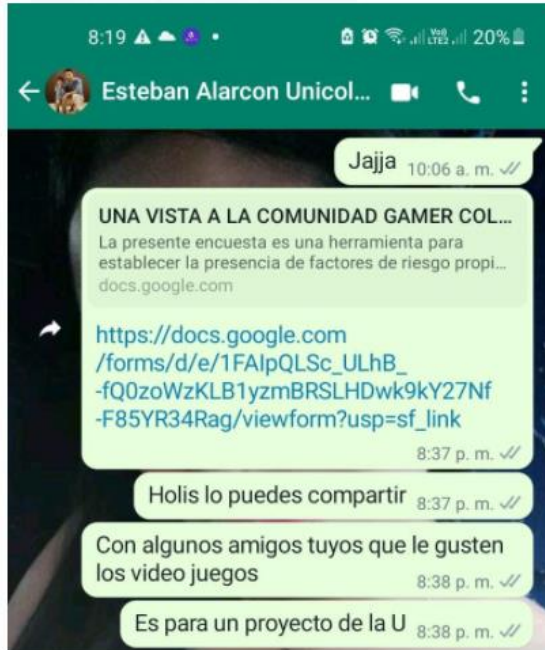 8:19
20%
Esteban Alarcon Unicol...
Jajja 10:06 a. m.
UNA VISTA A LA COMUNIDAD GAMER COL...
La presente encuesta es una herramienta para
establecer la presencia de factores de riesgo propi...
docs.google.com
https://docs.google.com
/forms/d/e/1FAIpQLSc_ULhB_
-fQ0zoWzKLB1yzmBRSLHDwk9kY27Nf
-F85YR34Rag/viewform?usp=sf_link
8:37 p. m.
Holis lo puedes compartir 8:37 p. m.
Con algunos amigos tuyos que le gusten
los video juegos
8:38 p. m.
Es para un proyecto de la U 8:38 p. m.